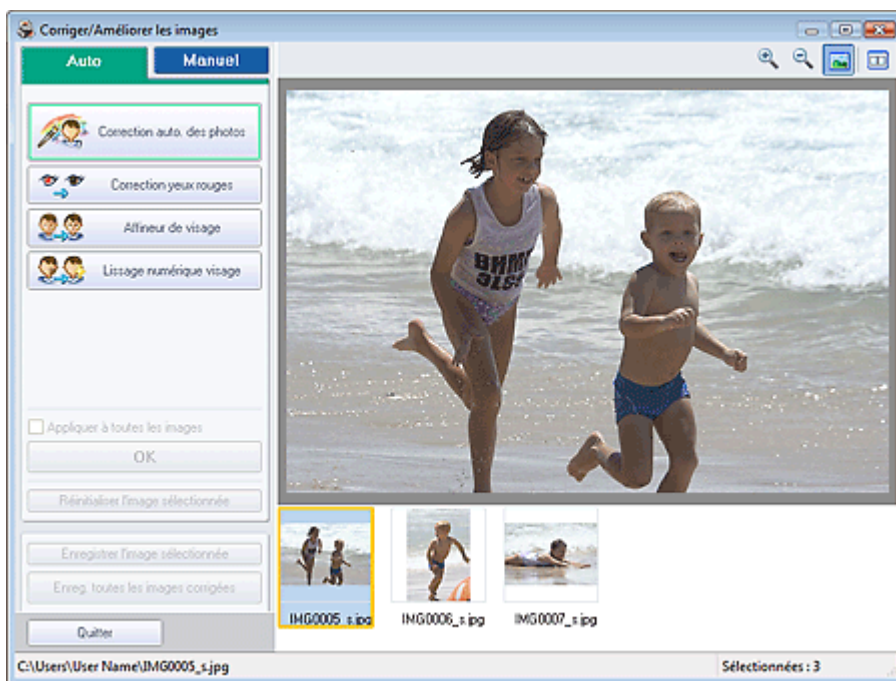 Corriger/Améliorer les images
Auto
Manuel
Correction auto. des photos
Correction yeux rouges
Affineur de visage
Lissage numérique visage
Appliquer à toutes les images
OK
Réinitialiser l'image sélectionnée
Enregistrer l'image sélectionnée
Enreg. toutes les images corrigées
Quitter
IMG0005_s.jpg
IMG0006_s.jpg
IMG0007_s.jpg
C:\Users\User Name\IMG0005_s.jpg
Sélectionnées : 3